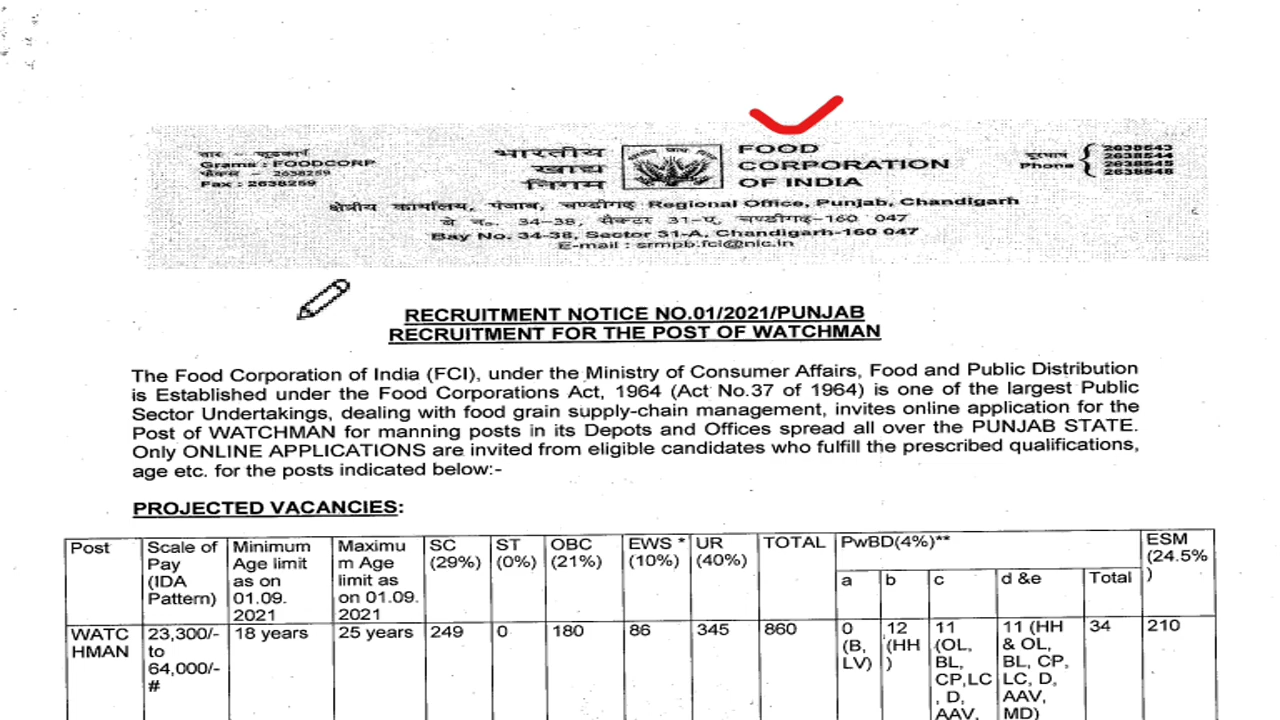 तार – फूडकार्प
Grams : FOODCORP
फैक्स – 2638259
Fax : 2638259
भारतीय
खाद्य
निगम
FOOD
CORPORATION
OF INDIA
दूरभाष
Phone
2638543
2638544
2638545
2638548
क्षेत्रीय कार्यालय, पंजाब, चण्डीगढ़ Regional Office, Punjab, Chandigarh
बे नं. 34-38, सैक्टर 31-ए, चण्डीगढ़-160 047
Bay No. 34-38, Sector 31-A, Chandigarh-160 047
E-mail : srmpb.fci@nic.in
RECRUITMENT NOTICE NO.01/2021/PUNJAB
RECRUITMENT FOR THE POST OF WATCHMAN
The Food Corporation of India (FCI), under the Ministry of Consumer Affairs, Food and Public Distribution
is Established under the Food Corporations Act, 1964 (Act No.37 of 1964) is one of the largest Public
Sector Undertakings, dealing with food grain supply-chain management, invites online application for the
Post of WATCHMAN for manning posts in its Depots and Offices spread all over the PUNJAB STATE.
Only ONLINE APPLICATIONS are invited from eligible candidates who fulfill the prescribed qualifications,
age etc. for the posts indicated below:-
PROJECTED VACANCIES:
Post
Scale of
Pay
(IDA
Pattern)
Minimum
Age limit
as on
01.09.
2021
Maximu
m Age
limit as
on 01.09.
2021
SC
(29%)
ST
(0%)
OBC
(21%)
EWS *
(10%)
UR
(40%)
TOTAL
PwBD(4%)**
a
b
c
d &e
Total
ESM
(24.5%
)
WATC
HMAN
23,300/-
to
64,000/-
#
18 years
25 years
249
0
180
86
345
860
0
(B,
LV)
12
(HH
)
11
(OL,
BL,
CP,LC
, D,
AAV,
11 (HH
& OL,
BL, CP,
LC, D,
AAV,
MD)
34
210